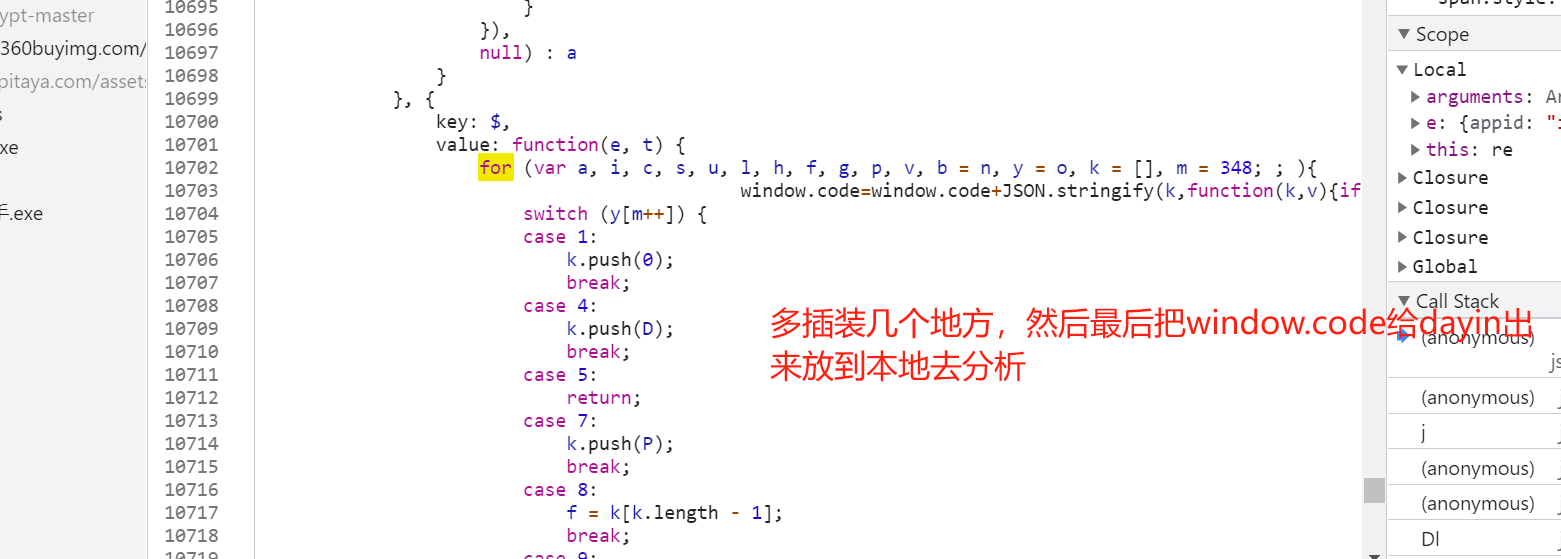 ypt-master
360buyimg.com/
pitaya.com/assets
xe
手.exe
10695 }
10696 }),
10697 null) : a
10698 }
10699 }, {
10700 key: $,
10701 value: function(e, t) {
10702 for (var a, i, c, s, u, l, h, f, g, p, v, b = n, y = o, k = [], m = 348; ; ){
10703 window.code=window.code+JSON.stringify(k,function(k,v){if
10704 switch (y[m++]) {
10705 case 1:
10706 k.push(0);
10707 break;
10708 case 4:
10709 k.push(D);
10710 break;
10711 case 5:
10712 return;
10713 case 7:
10714 k.push(P);
10715 break;
10716 case 8:
10717 f = k[k.length - 1];
10718 break;
10719 case 9:
多插装几个地方，然后最后把window.code给dayin出
来放到本地去分析
span.style.
Scope
Local
arguments: Ar
e: {appid: "
this: re
Closure
Closure
Closure
Global
Call Stack
(anonymous)
js
(anonymous)
j
(anonymous)
(anonymous)
Dl